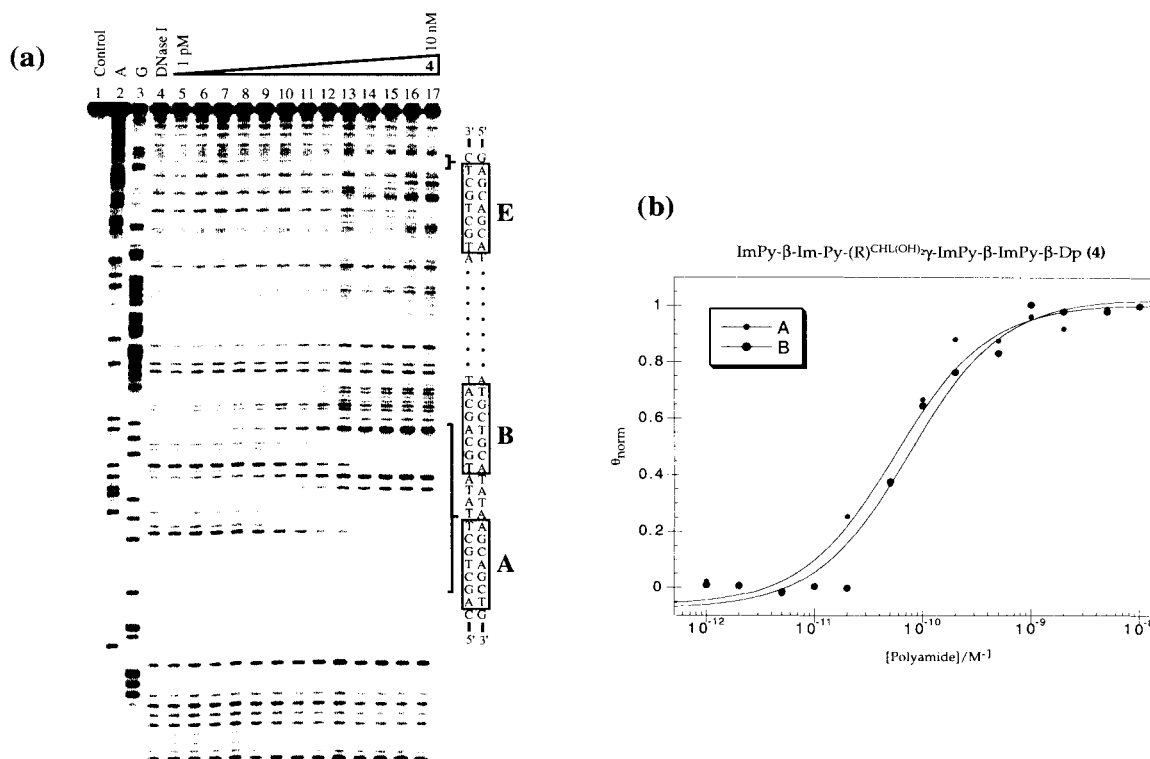 (a)
Control
A
G
DNase I
1 pM
10 nM
4
1 2 3 4 5 6 7 8 9 10 11 12 13 14 15 16 17
3' 5'
C G
T A
C G
G C
T A
C G
G C
T A
A T
E
· ·
· ·
· ·
· ·
· ·
· ·
T A
A T
C G
G C
A T
C G
G C
T A
B
A T
T A
A T
T A
T A
C G
G C
T A
C G
G C
A T
A
C G
5' 3'
(b)
ImPy-β-Im-Py-(R)CHL(OH)₂γ-ImPy-β-ImPy-β-Dp (4)
A
B
θnorm
1
0.8
0.6
0.4
0.2
0
10⁻¹² 10⁻¹¹ 10⁻¹⁰ 10⁻⁹ 10⁻⁸
[Polyamide]/M⁻]